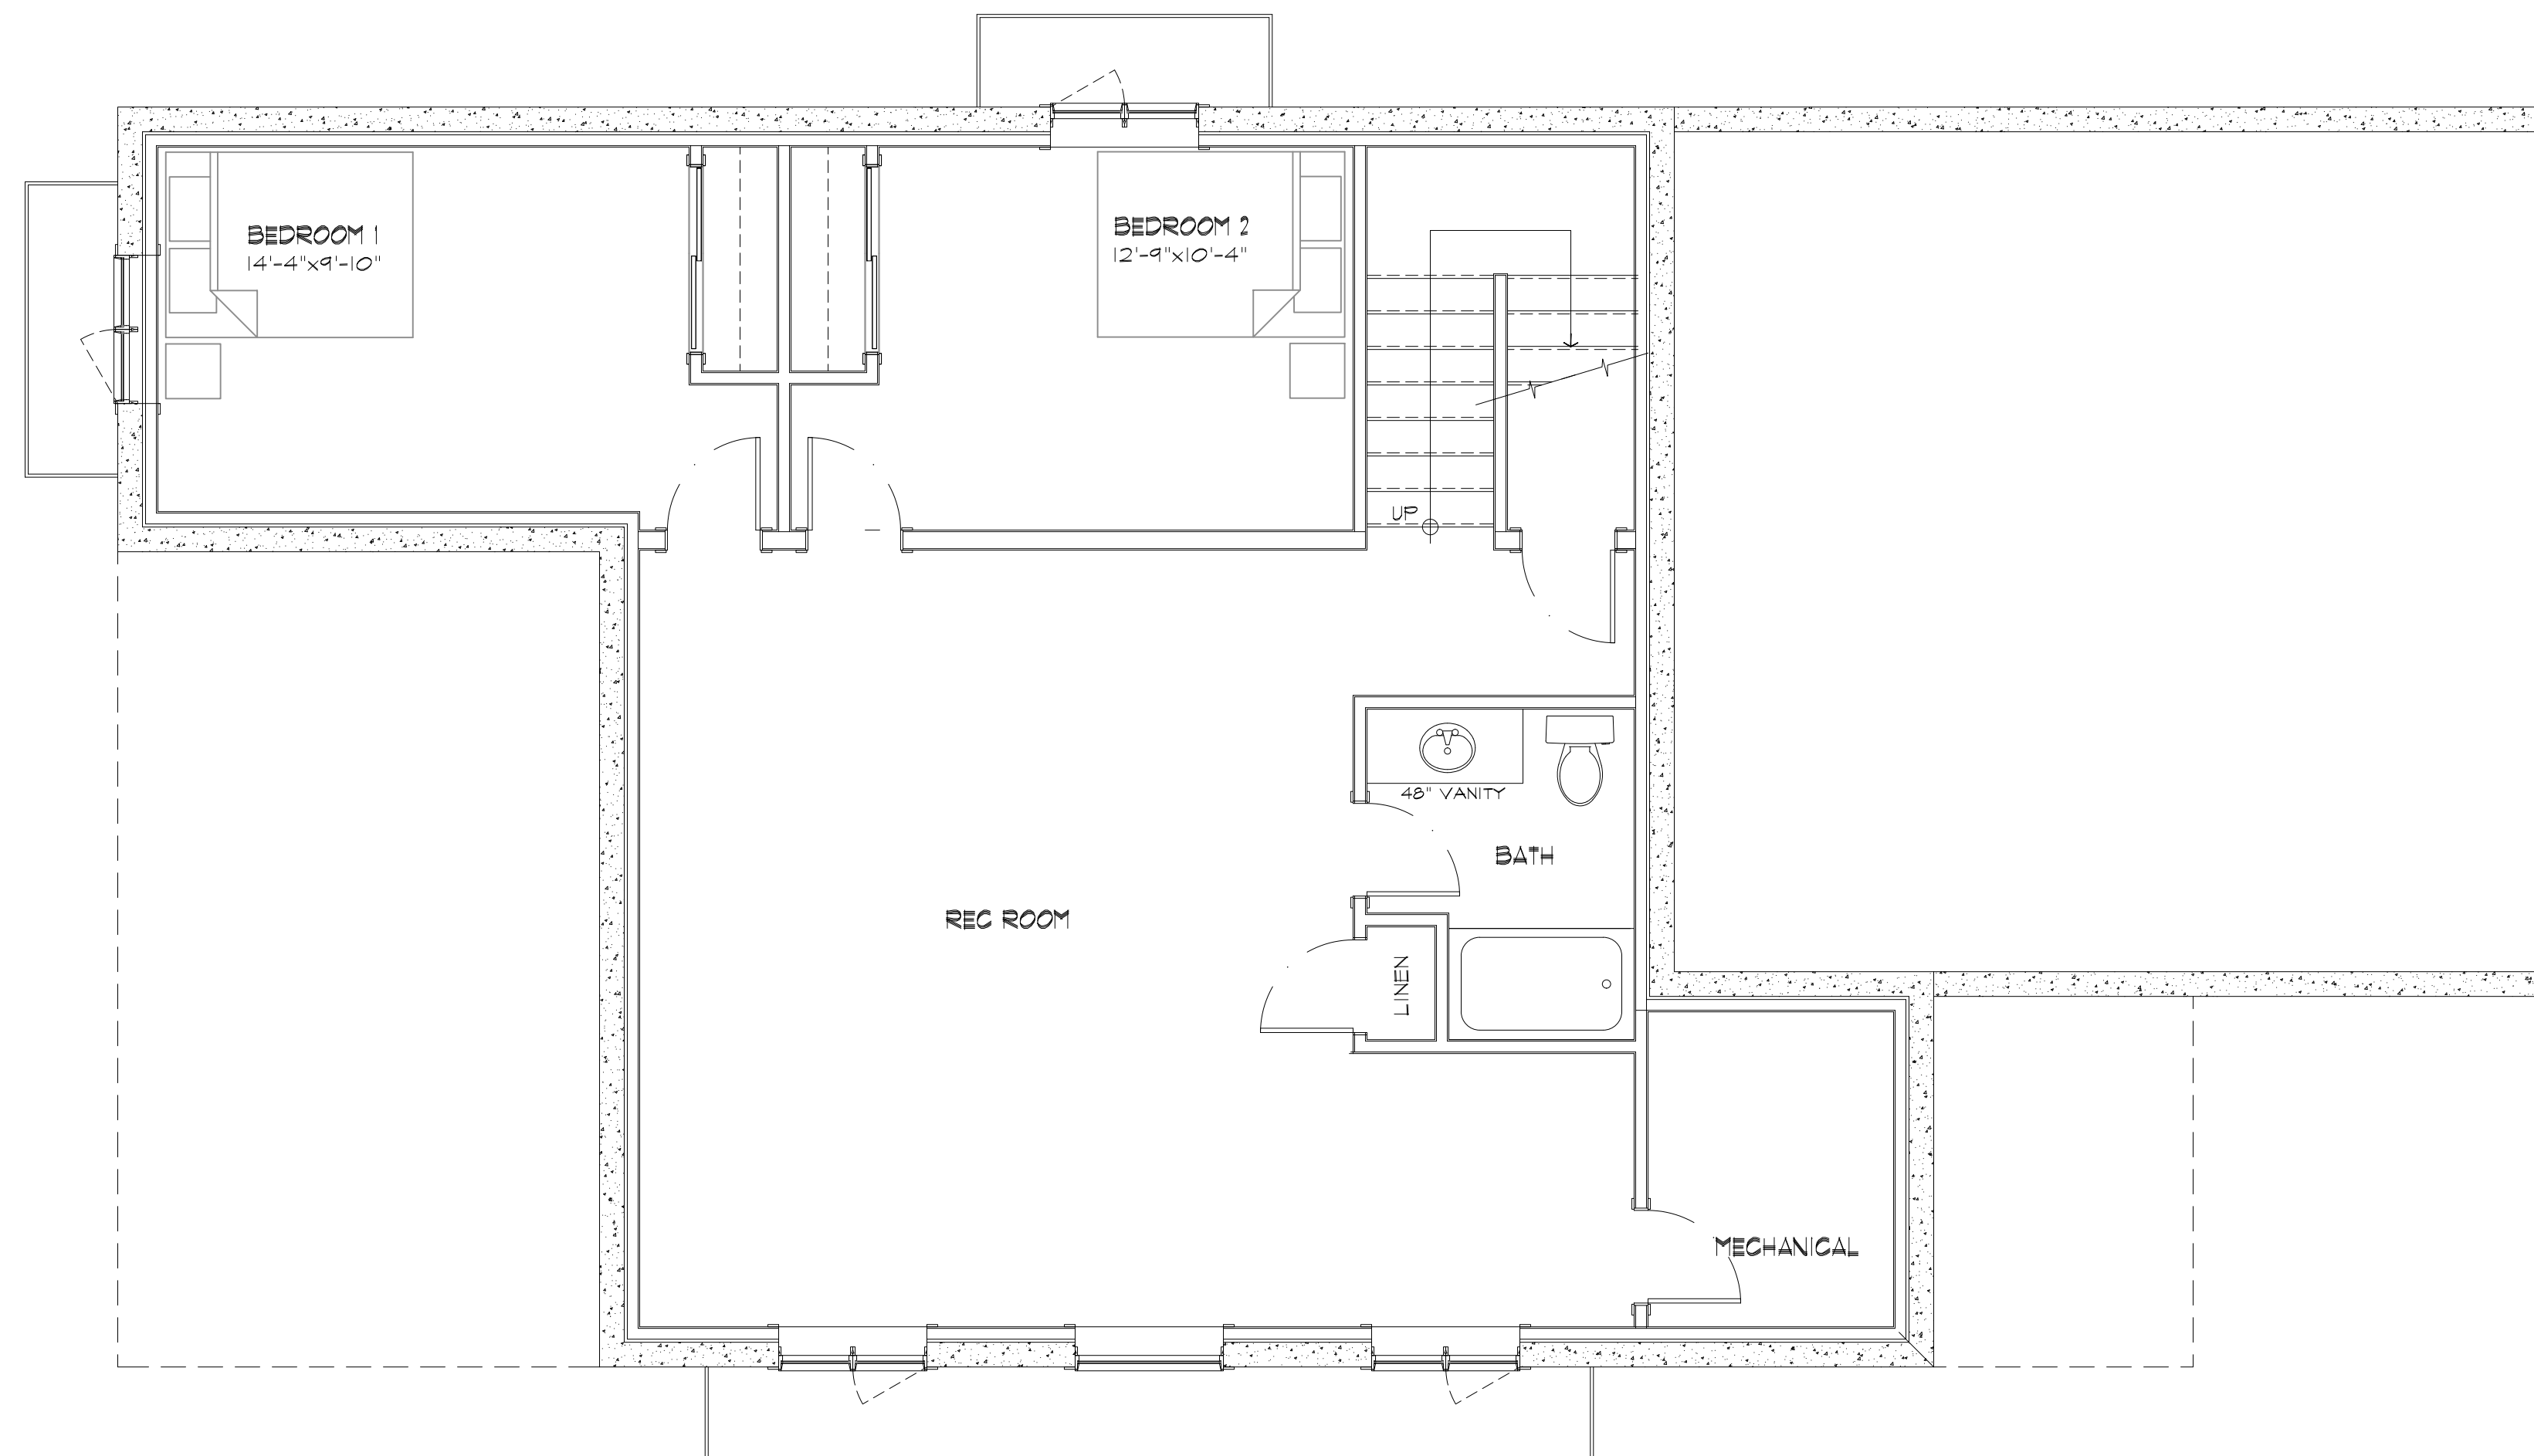 BEDROOM 1
14'-4"x9'-10"
BEDROOM 2
12'-9"x10'-4"
UP
48" VANITY
BATH
REC ROOM
LINEN
MECHANICAL